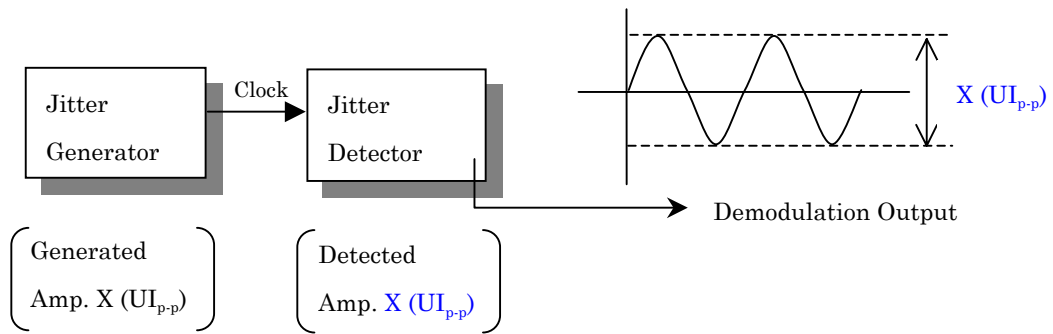 Jitter
Generator
Clock
Jitter
Detector
X (UIp-p)
Demodulation Output
Generated
Amp. X (UIp-p)
Detected
Amp. X (UIp-p)